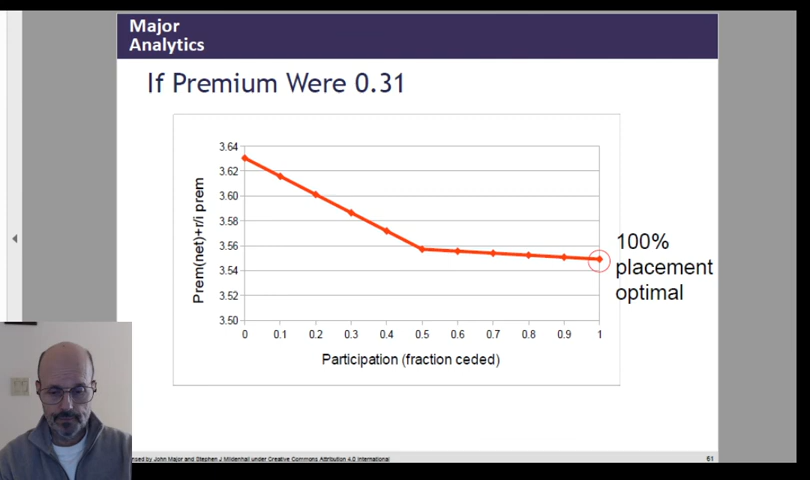 Major
Analytics
If Premium Were 0.31
3.64
3.62
3.60
3.58
3.56
3.54
3.52
3.50
Prem(net)+r/i prem
0 0.1 0.2 0.3 0.4 0.5 0.6 0.7 0.8 0.9 1
Participation (fraction ceded)
100%
placement
optimal
by John Major and Stephen J Mildenhall under Creative Commons Attribution 4.0 International
61